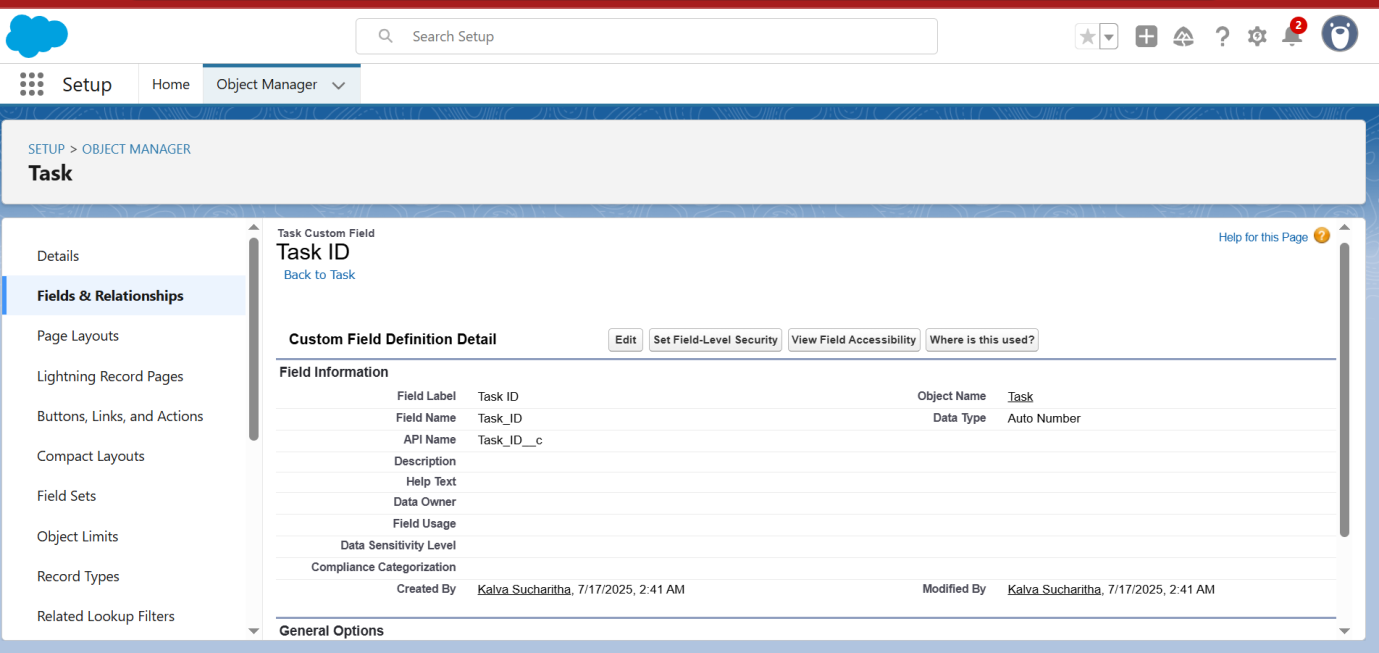 Search Setup
2
Setup
Home
Object Manager
SETUP > OBJECT MANAGER
Task
Details
Fields & Relationships
Page Layouts
Lightning Record Pages
Buttons, Links, and Actions
Compact Layouts
Field Sets
Object Limits
Record Types
Related Lookup Filters
Task Custom Field
Task ID
Back to Task
Help for this Page ?
Custom Field Definition Detail
Edit
Set Field-Level Security
View Field Accessibility
Where is this used?
Field Information
Field Label Task ID Object Name Task
Field Name Task_ID Data Type Auto Number
API Name Task_ID__c
Description
Help Text
Data Owner
Field Usage
Data Sensitivity Level
Compliance Categorization
Created By Kalva Sucharitha, 7/17/2025, 2:41 AM Modified By Kalva Sucharitha, 7/17/2025, 2:41 AM
General Options